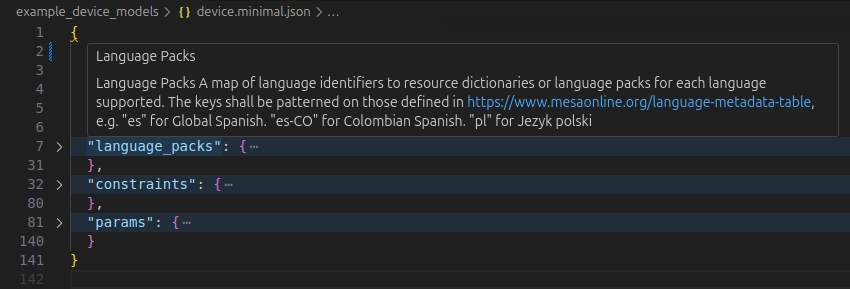 example_device_models > {} device.minimal.json > ...
1 {
2
Language Packs
3
Language Packs A map of language identifiers to resource dictionaries or language packs for each language
4
supported. The keys shall be patterned on those defined in https://www.mesaonline.org/language-metadata-table,
5
e.g. "es" for Global Spanish. "es-CO" for Colombian Spanish. "pl" for Jezyk polski
6
7 > "language_packs": { ...
31 },
32 > "constraints": { ...
80 },
81 > "params": { ...
140 }
141 }
142